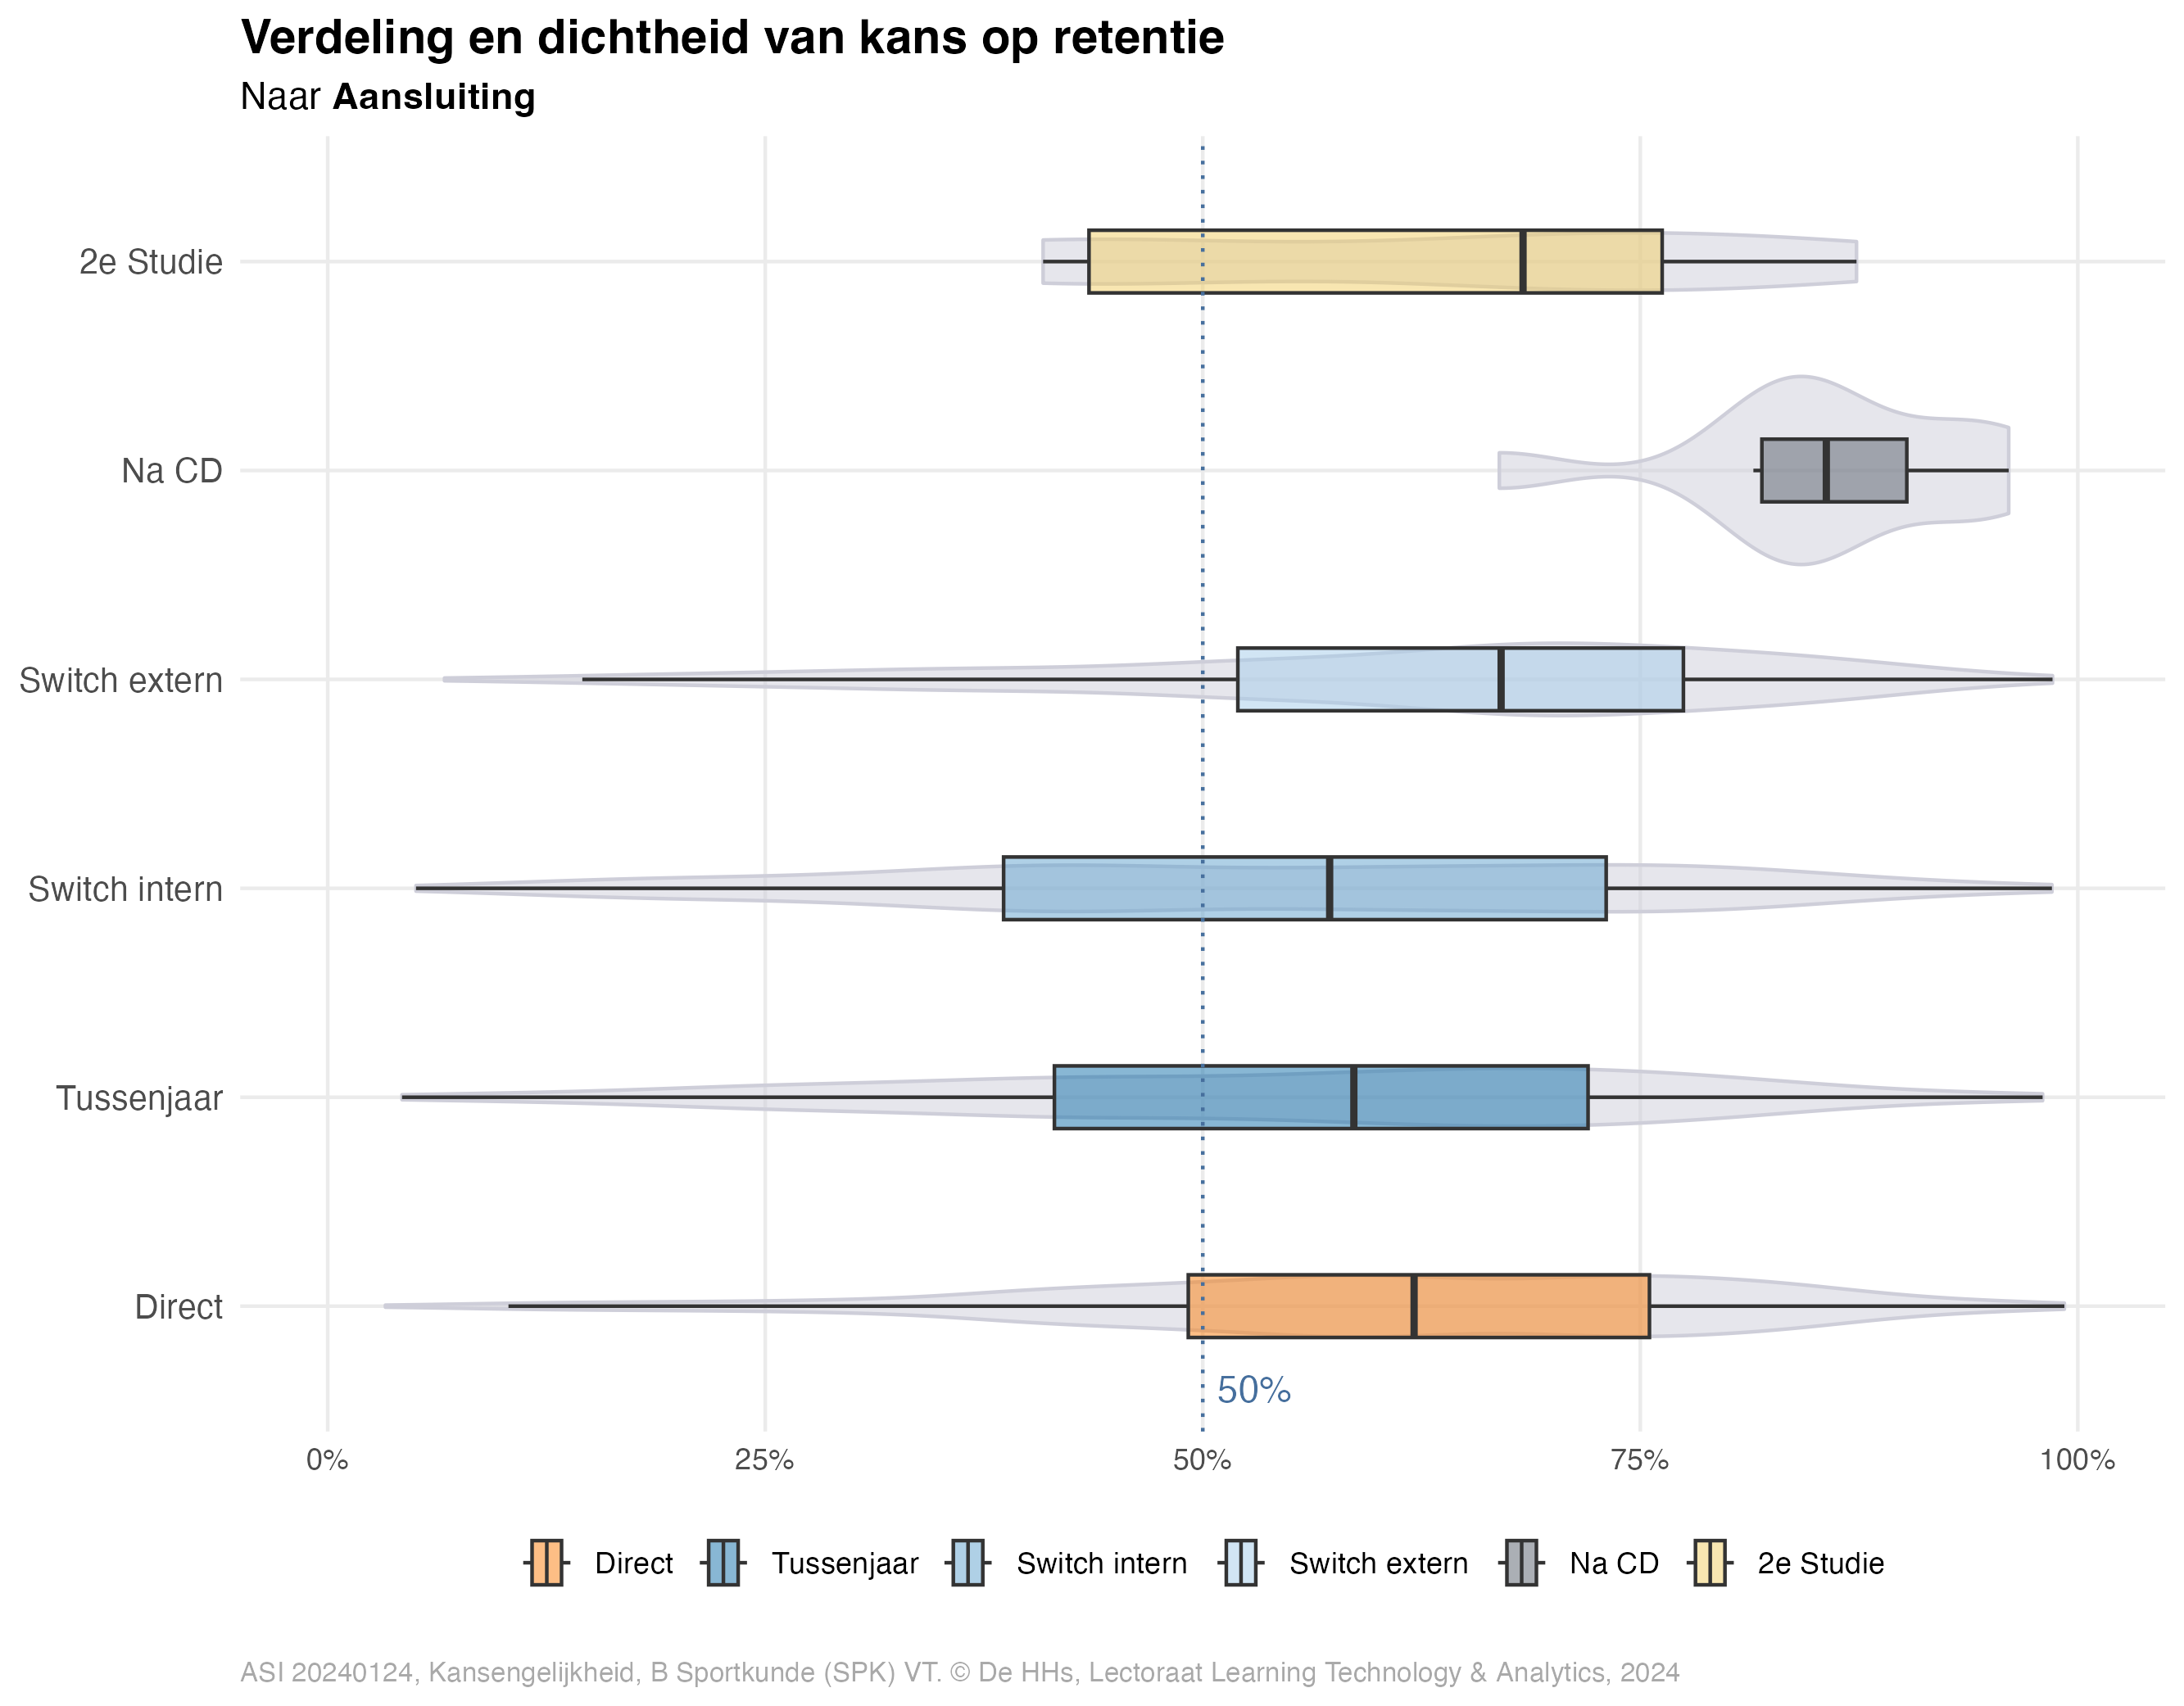 Verdeling en dichtheid van kans op retentie
Naar Aansluiting
2e Studie
Na CD
Switch extern
Switch intern
Tussenjaar
Direct
50%
0% 25% 50% 75% 100%
Direct Tussenjaar Switch intern Switch extern Na CD 2e Studie
ASI 20240124, Kansengelijkheid, B Sportkunde (SPK) VT. © De HHs, Lectoraat Learning Technology & Analytics, 2024